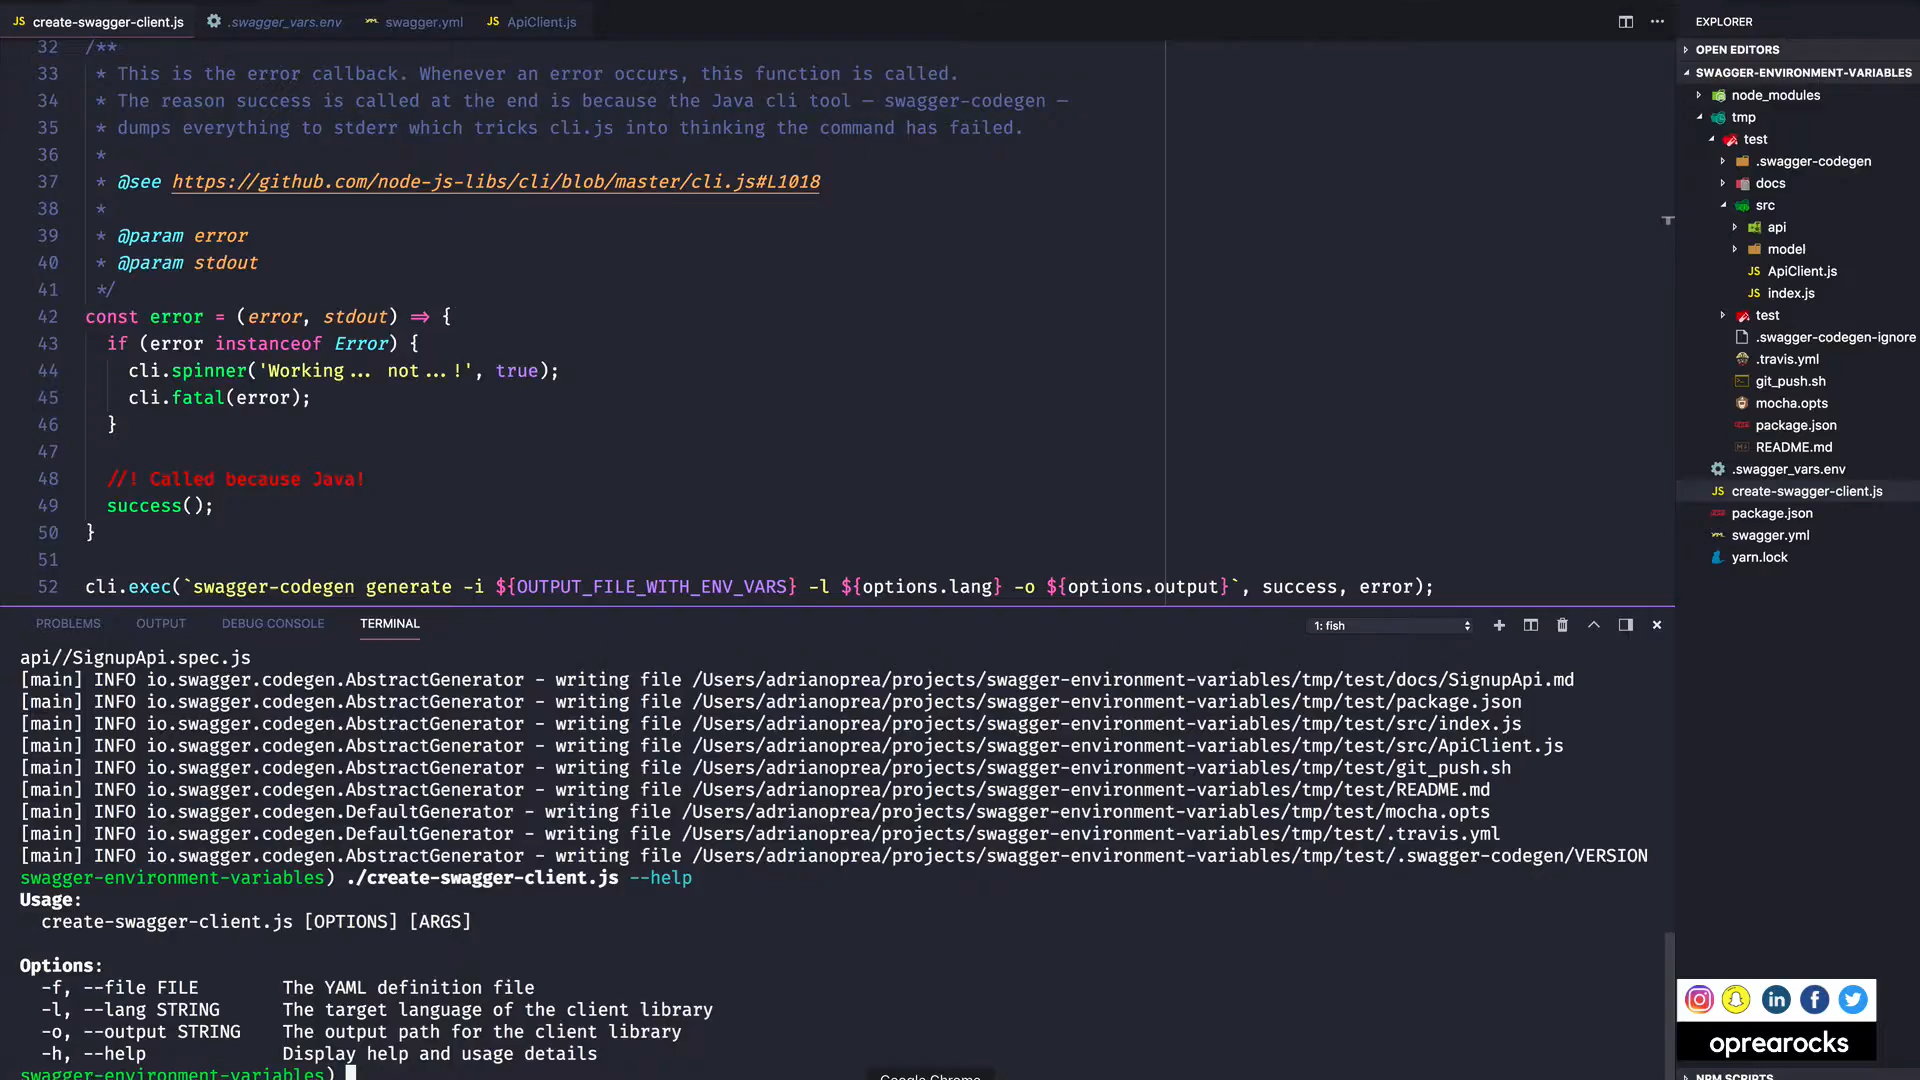 JS create-swagger-client.js .swagger_vars.env swagger.yml JS ApiClient.js
32 /**
33 * This is the error callback. Whenever an error occurs, this function is called.
34 * The reason success is called at the end is because the Java cli tool — swagger-codegen —
35 * dumps everything to stderr which tricks cli.js into thinking the command has failed.
36 *
37 * @see https://github.com/node-js-libs/cli/blob/master/cli.js#L1018
38 *
39 * @param error
40 * @param stdout
41 */
42 const error = (error, stdout) => {
43 if (error instanceof Error) {
44 cli.spinner('Working... not...!', true);
45 cli.fatal(error);
46 }
47
48 //! Called because Java!
49 success();
50 }
51
52 cli.exec(`swagger-codegen generate -i ${OUTPUT_FILE_WITH_ENV_VARS} -l ${options.lang} -o ${options.output}`, success, error);
PROBLEMS OUTPUT DEBUG CONSOLE TERMINAL 1: fish
api//SignupApi.spec.js
[main] INFO io.swagger.codegen.AbstractGenerator - writing file /Users/adrianoprea/projects/swagger-environment-variables/tmp/test/docs/SignupApi.md
[main] INFO io.swagger.codegen.AbstractGenerator - writing file /Users/adrianoprea/projects/swagger-environment-variables/tmp/test/package.json
[main] INFO io.swagger.codegen.AbstractGenerator - writing file /Users/adrianoprea/projects/swagger-environment-variables/tmp/test/src/index.js
[main] INFO io.swagger.codegen.AbstractGenerator - writing file /Users/adrianoprea/projects/swagger-environment-variables/tmp/test/src/ApiClient.js
[main] INFO io.swagger.codegen.AbstractGenerator - writing file /Users/adrianoprea/projects/swagger-environment-variables/tmp/test/git_push.sh
[main] INFO io.swagger.codegen.AbstractGenerator - writing file /Users/adrianoprea/projects/swagger-environment-variables/tmp/test/README.md
[main] INFO io.swagger.codegen.DefaultGenerator - writing file /Users/adrianoprea/projects/swagger-environment-variables/tmp/test/mocha.opts
[main] INFO io.swagger.codegen.DefaultGenerator - writing file /Users/adrianoprea/projects/swagger-environment-variables/tmp/test/.travis.yml
[main] INFO io.swagger.codegen.AbstractGenerator - writing file /Users/adrianoprea/projects/swagger-environment-variables/tmp/test/.swagger-codegen/VERSION
swagger-environment-variables) ./create-swagger-client.js --help
Usage:
create-swagger-client.js [OPTIONS] [ARGS]
Options:
-f, --file FILE The YAML definition file
-l, --lang STRING The target language of the client library
-o, --output STRING The output path for the client library
-h, --help Display help and usage details
swagger-environment-variables)
Google Chrome
EXPLORER
OPEN EDITORS
SWAGGER-ENVIRONMENT-VARIABLES
node_modules
tmp
test
.swagger-codegen
docs
src
api
model
JS ApiClient.js
JS index.js
test
.swagger-codegen-ignore
.travis.yml
git_push.sh
mocha.opts
package.json
README.md
.swagger_vars.env
JS create-swagger-client.js
package.json
swagger.yml
yarn.lock
oprearocks
NPM SCRIPTS